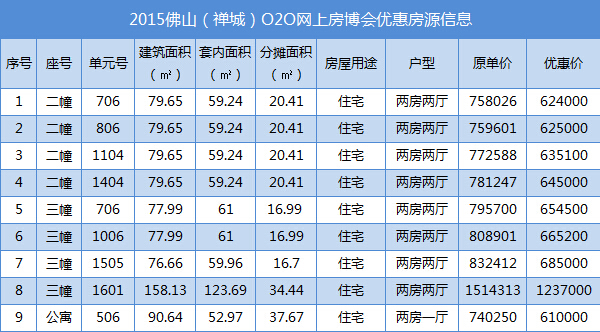 2015佛山（禅城）O2O网上房博会优惠房源信息
序号 座号 单元号 建筑面积（㎡） 套内面积（㎡） 分摊面积（㎡） 房屋用途 户型 原单价 优惠价
1 二幢 706 79.65 59.24 20.41 住宅 两房两厅 758026 624000
2 二幢 806 79.65 59.24 20.41 住宅 两房两厅 759601 625000
3 二幢 1104 79.65 59.24 20.41 住宅 两房两厅 772588 635100
4 二幢 1404 79.65 59.24 20.41 住宅 两房两厅 781247 645000
5 三幢 706 77.99 61 16.99 住宅 两房两厅 795700 654500
6 三幢 1006 77.99 61 16.99 住宅 两房两厅 808901 665200
7 三幢 1505 76.66 59.96 16.7 住宅 两房两厅 832412 685000
8 三幢 1601 158.13 123.69 34.44 住宅 两房两厅 1514313 1237000
9 公寓 506 90.64 52.97 37.67 住宅 两房一厅 740250 610000